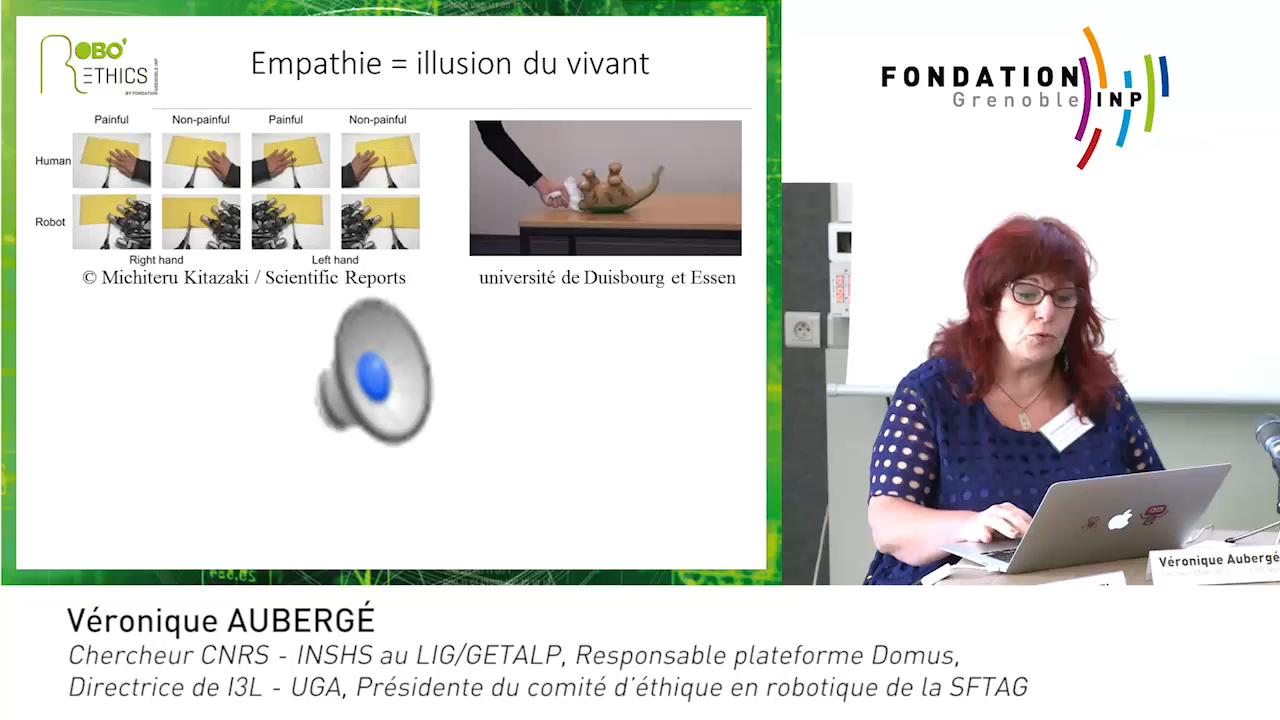 ROBO'
ETHICS
BY FONDATION GRENOBLE INP
Empathie = illusion du vivant
Painful Non-painful Painful Non-painful
Human
Robot
Right hand Left hand
© Michiteru Kitazaki / Scientific Reports
université de Duisbourg et Essen
FONDATION
Grenoble INP
Véronique Aubergé
Véronique AUBERGÉ
Chercheur CNRS - INSHS au LIG/GETALP, Responsable plateforme Domus,
Directrice de I3L - UGA, Présidente du comité d'éthique en robotique de la SFTAG